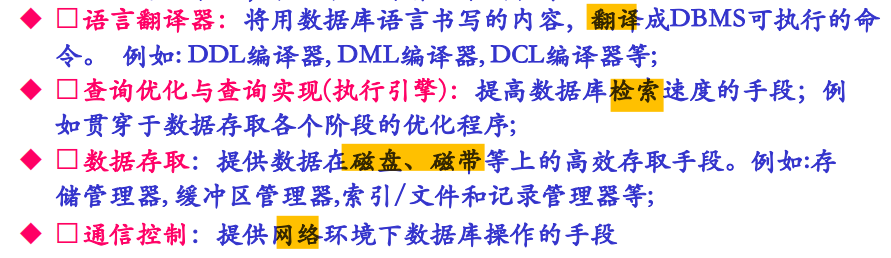 ◆ □语言翻译器：将用数据库语言书写的内容，翻译成DBMS可执行的命
令。 例如: DDL编译器, DML编译器, DCL编译器等;
◆ □查询优化与查询实现(执行引擎)：提高数据库检索速度的手段；例
如贯穿于数据存取各个阶段的优化程序;
◆ □数据存取：提供数据在磁盘、磁带等上的高效存取手段。例如:存
储管理器, 缓冲区管理器,索引/文件和记录管理器等;
◆ □通信控制：提供网络环境下数据库操作的手段